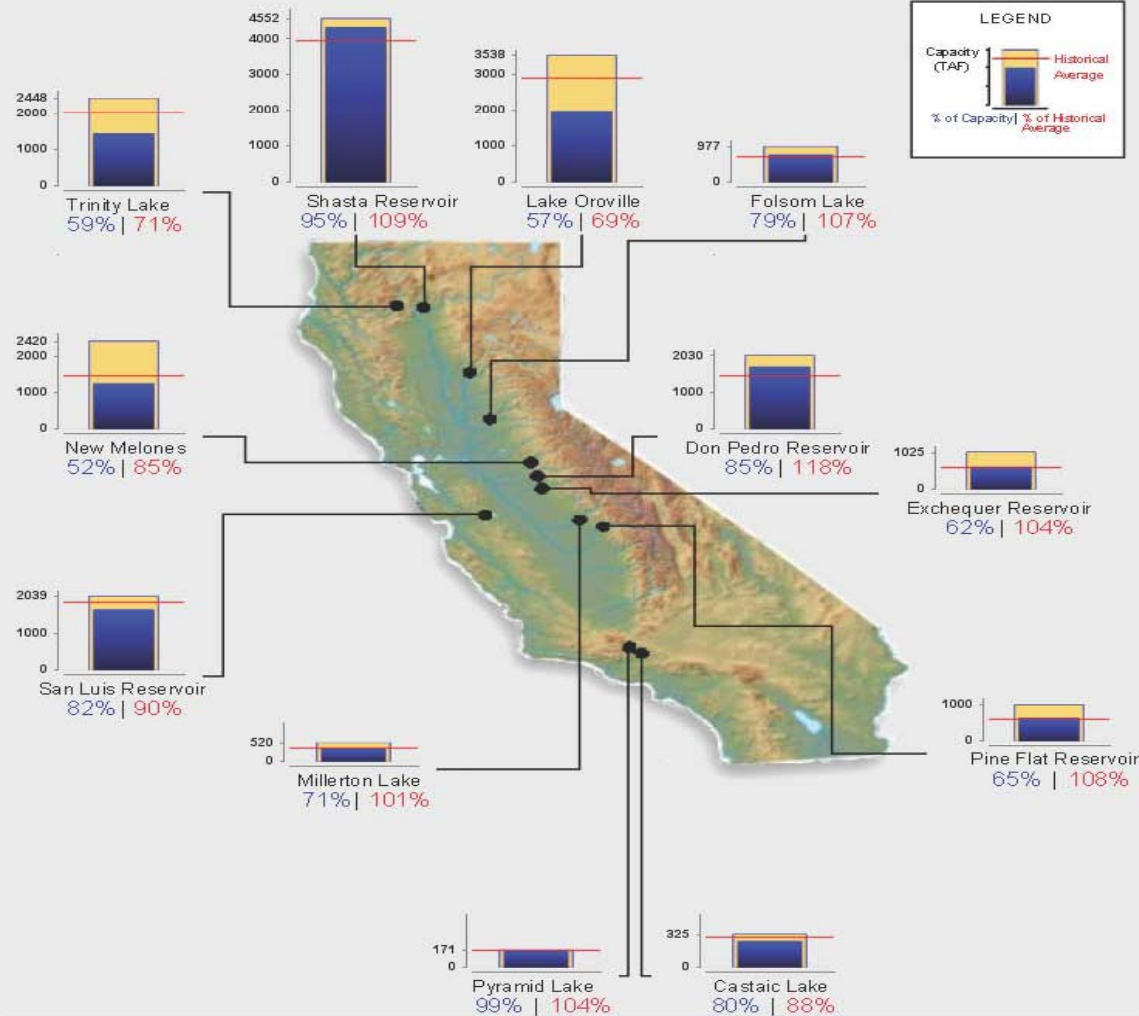 4552
4000
3000
2000
1000
0
Shasta Reservoir
95% | 109%
3538
3000
2000
1000
0
Lake Oroville
57% | 69%
LEGEND
Capacity
(TAF)
Historical
Average
% of Capacity| % of Historical
Average
2448
2000
1000
0
Trinity Lake
59% | 71%
977
0
Folsom Lake
79% | 107%
2420
2000
1000
0
New Melones
52% | 85%
2030
1000
0
Don Pedro Reservoir
85% | 118%
1025
0
Exchequer Reservoir
62% | 104%
2039
1000
0
San Luis Reservoir
82% | 90%
520
0
Millerton Lake
71% | 101%
1000
0
Pine Flat Reservoir
65% | 108%
171
0
Pyramid Lake
99% | 104%
325
0
Castaic Lake
80% | 88%